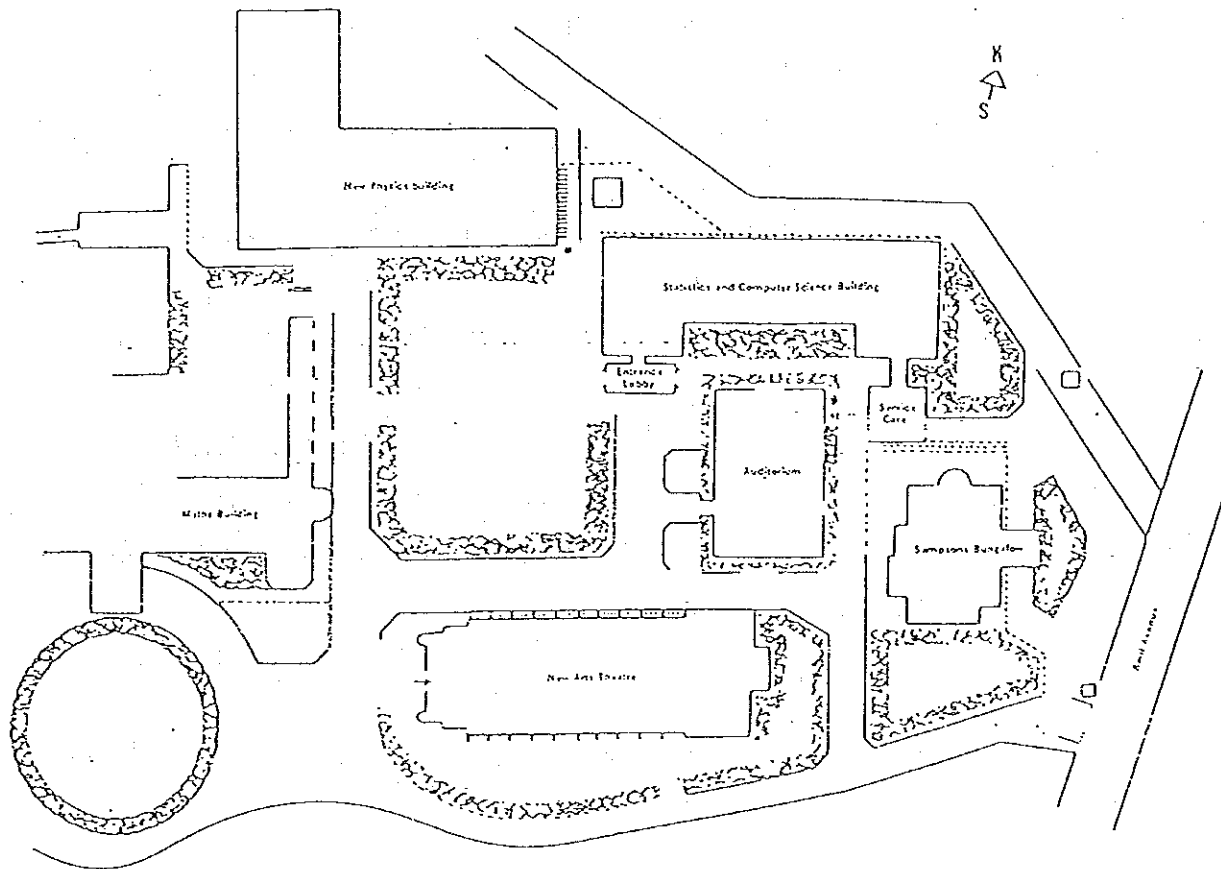 N
S
New Physics Building
Statistics and Computer Science Building
Entrance
Lobby
Service
Core
Auditorium
Maths Building
Sampsons Bungalow
New Arts Theatre
Avenue